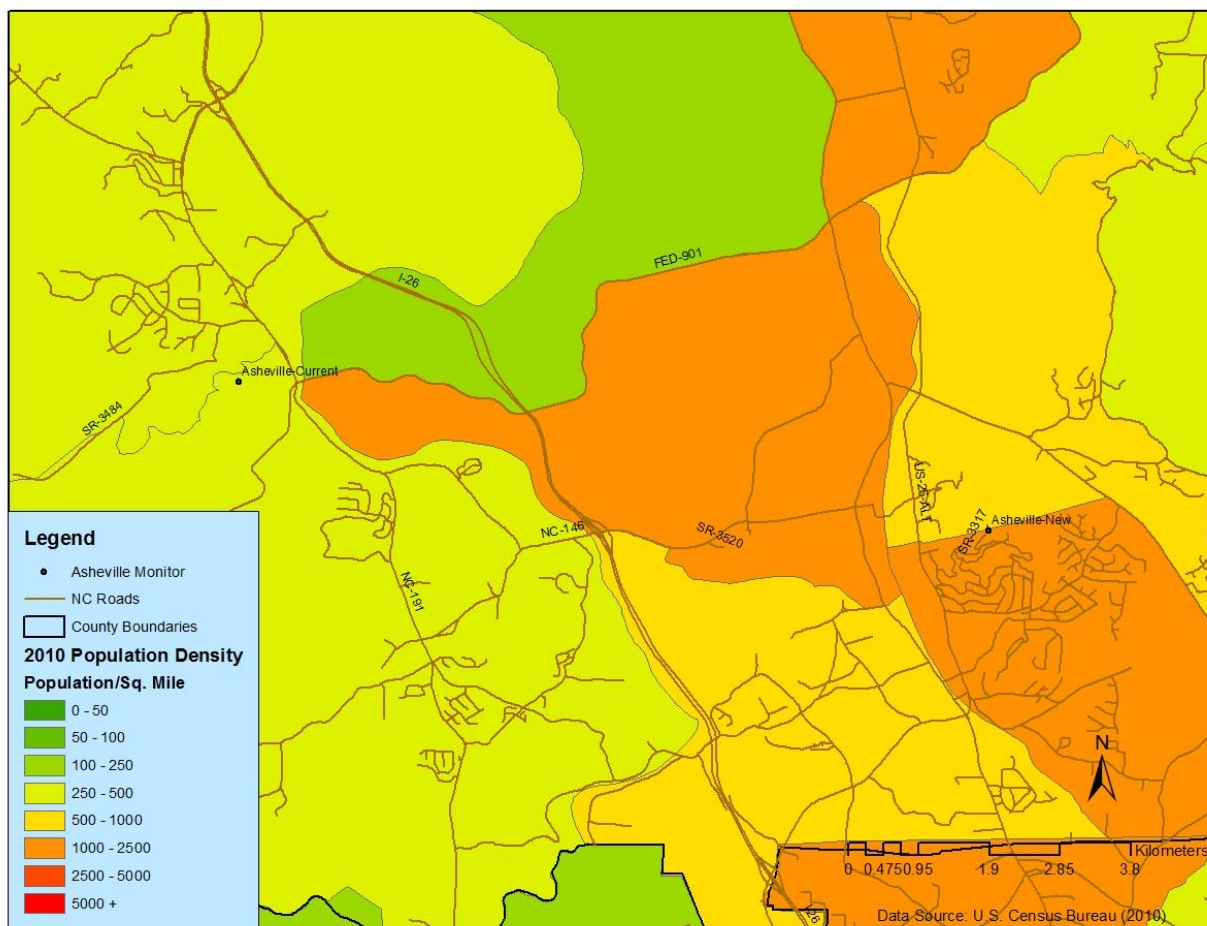 I-26
FED-901
Asheville-Current
SR-3484
US-25 ALT
SR-3317
Asheville-New
NC-146
SR-3520
NC-191
Legend
Asheville Monitor
NC Roads
County Boundaries
2010 Population Density
Population/Sq. Mile
0 - 50
50 - 100
100 - 250
250 - 500
500 - 1000
1000 - 2500
2500 - 5000
5000 +
N
Kilometers
0 0.475 0.95 1.9 2.85 3.8
I-26
Data Source: U.S. Census Bureau (2010)